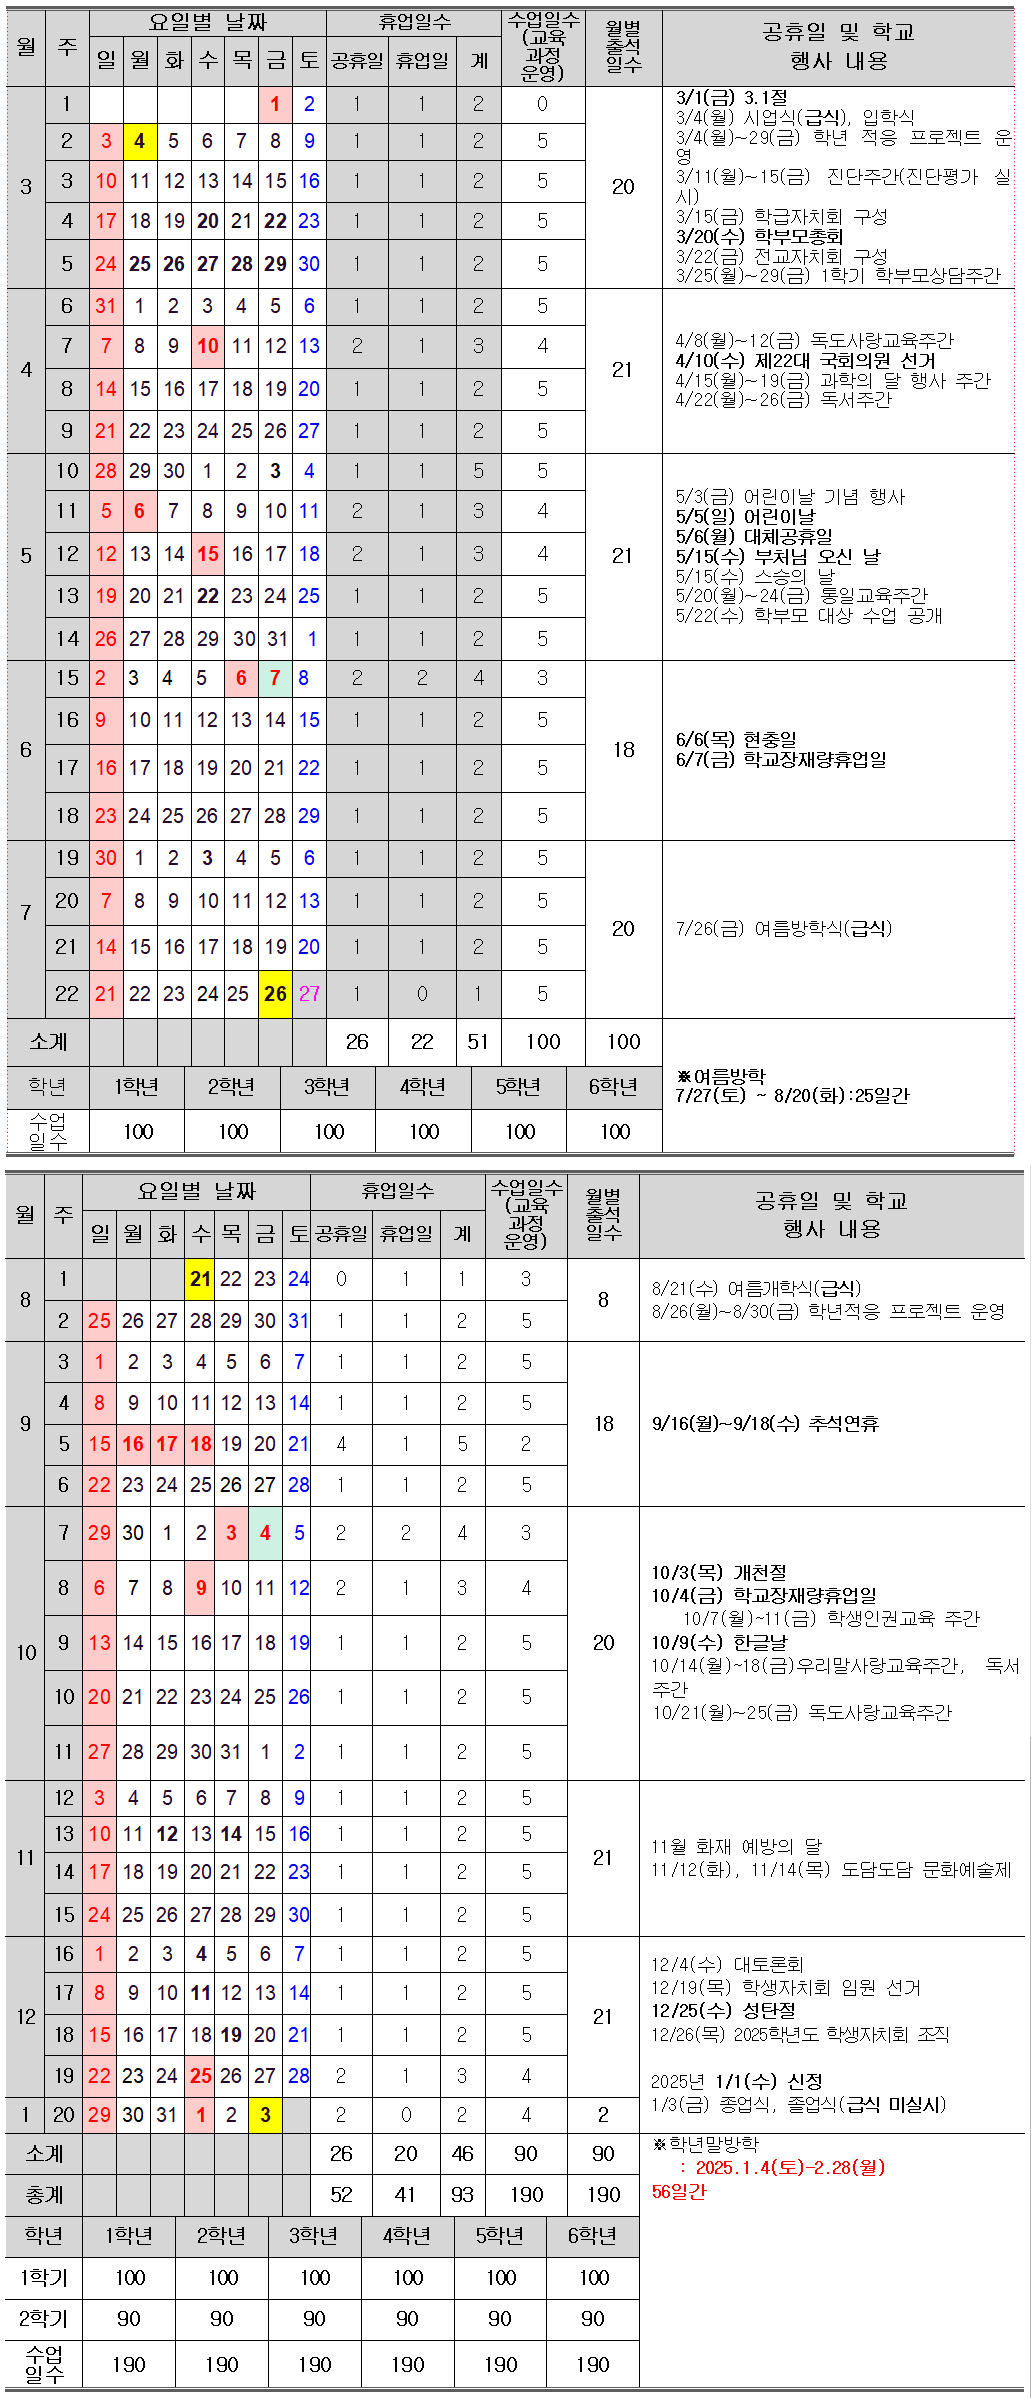 월 주 요일별 날짜 휴업일수 수업일수 (교육 과정 운영) 월별 출석 일수 공휴일 및 학교 행사 내용
일 월 화 수 목 금 토 공휴일 휴업일 계
3 1 1 2 1 1 2 0 20
2 3 4 5 6 7 8 9 1 1 2 5
3 10 11 12 13 14 15 16 1 1 2 5
4 17 18 19 20 21 22 23 1 1 2 5
5 24 25 26 27 28 29 30 1 1 2 5
3/1(금) 3.1절
3/4(월) 시업식(급식), 입학식
3/4(월)~29(금) 학년 적응 프로젝트 운
영
3/11(월)~15(금) 진단주간(진단평가 실
시)
3/15(금) 학급자치회 구성
3/20(수) 학부모총회
3/22(금) 전교자치회 구성
3/25(월)~29(금) 1학기 학부모상담주간
4 6 31 1 2 3 4 5 6 1 1 2 5 21
7 7 8 9 10 11 12 13 2 1 3 4
8 14 15 16 17 18 19 20 1 1 2 5
9 21 22 23 24 25 26 27 1 1 2 5
4/8(월)~12(금) 독도사랑교육주간
4/10(수) 제22대 국회의원 선거
4/15(월)~19(금) 과학의 달 행사 주간
4/22(월)~26(금) 독서주간
5 10 28 29 30 1 2 3 4 1 1 5 5 21
11 5 6 7 8 9 10 11 2 1 3 4
12 12 13 14 15 16 17 18 2 1 3 4
13 19 20 21 22 23 24 25 1 1 2 5
14 26 27 28 29 30 31 1 1 1 2 5
5/3(금) 어린이날 기념 행사
5/5(일) 어린이날
5/6(월) 대체공휴일
5/15(수) 부처님 오신 날
5/15(수) 스승의 날
5/20(월)~24(금) 통일교육주간
5/22(수) 학부모 대상 수업 공개
6 15 2 3 4 5 6 7 8 2 2 4 3 18
16 9 10 11 12 13 14 15 1 1 2 5
17 16 17 18 19 20 21 22 1 1 2 5
18 23 24 25 26 27 28 29 1 1 2 5
6/6(목) 현충일
6/7(금) 학교장재량휴업일
7 19 30 1 2 3 4 5 6 1 1 2 5 20
20 7 8 9 10 11 12 13 1 1 2 5
21 14 15 16 17 18 19 20 1 1 2 5
22 21 22 23 24 25 26 27 1 0 1 5
7/26(금) 여름방학식(급식)
소계 26 22 51 100 100
학년 1학년 2학년 3학년 4학년 5학년 6학년
수업 일수 100 100 100 100 100 100
※여름방학
7/27(토) ~ 8/20(화):25일간
월 주 요일별 날짜 휴업일수 수업일수 (교육 과정 운영) 월별 출석 일수 공휴일 및 학교 행사 내용
일 월 화 수 목 금 토 공휴일 휴업일 계
8 1 21 22 23 24 0 1 1 3 8
2 25 26 27 28 29 30 31 1 1 2 5
8/21(수) 여름개학식(급식)
8/26(월)~8/30(금) 학년적응 프로젝트 운영
9 3 1 2 3 4 5 6 7 1 1 2 5 18
4 8 9 10 11 12 13 14 1 1 2 5
5 15 16 17 18 19 20 21 4 1 5 2
6 22 23 24 25 26 27 28 1 1 2 5
9/16(월)~9/18(수) 추석연휴
10 7 29 30 1 2 3 4 5 2 2 4 3 20
8 6 7 8 9 10 11 12 2 1 3 4
9 13 14 15 16 17 18 19 1 1 2 5
10 20 21 22 23 24 25 26 1 1 2 5
11 27 28 29 30 31 1 2 1 1 2 5
10/3(목) 개천절
10/4(금) 학교장재량휴업일
10/7(월)~11(금) 학생인권교육 주간
10/9(수) 한글날
10/14(월)~18(금)우리말사랑교육주간, 독서
주간
10/21(월)~25(금) 독도사랑교육주간
11 12 3 4 5 6 7 8 9 1 1 2 5 21
13 10 11 12 13 14 15 16 1 1 2 5
14 17 18 19 20 21 22 23 1 1 2 5
15 24 25 26 27 28 29 30 1 1 2 5
11월 화재 예방의 달
11/12(화), 11/14(목) 도담도담 문화예술제
12 16 1 2 3 4 5 6 7 1 1 2 5 21
17 8 9 10 11 12 13 14 1 1 2 5
18 15 16 17 18 19 20 21 1 1 2 5
19 22 23 24 25 26 27 28 2 1 3 4
1 20 29 30 31 1 2 3 2 0 2 4 2
12/4(수) 대토론회
12/19(목) 학생자치회 임원 선거
12/25(수) 성탄절
12/26(목) 2025학년도 학생자치회 조직
2025년 1/1(수) 신정
1/3(금) 종업식, 졸업식(급식 미실시)
소계 26 20 46 90 90
총계 52 41 93 190 190
※학년말방학
: 2025.1.4(토)-2.28(월)
56일간
학년 1학년 2학년 3학년 4학년 5학년 6학년
1학기 100 100 100 100 100 100
2학기 90 90 90 90 90 90
수업 일수 190 190 190 190 190 190